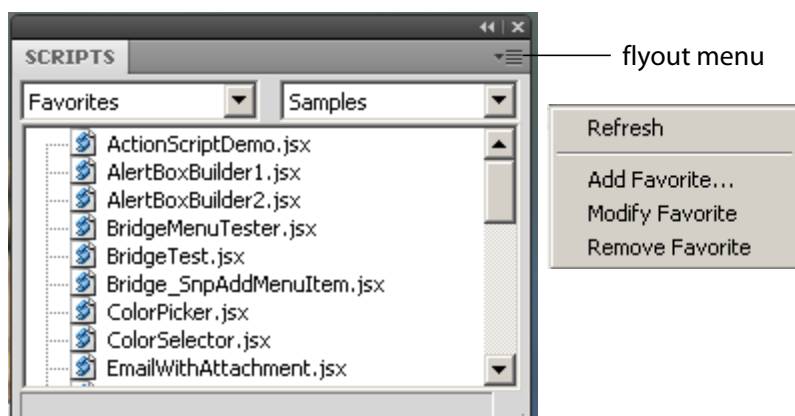 SCRIPTS
flyout menu
Favorites
Samples
ActionScriptDemo.jsx
AlertBoxBuilder1.jsx
AlertBoxBuilder2.jsx
BridgeMenuTester.jsx
BridgeTest.jsx
Bridge_SnpAddMenuItem.jsx
ColorPicker.jsx
ColorSelector.jsx
EmailWithAttachment.jsx
Refresh
Add Favorite...
Modify Favorite
Remove Favorite